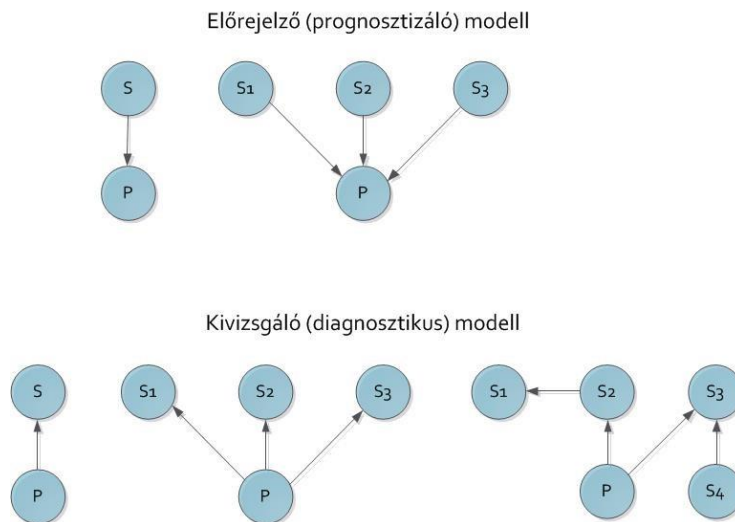 Előrejelző (prognosztizáló) modell
S S1 S2 S3
P P
Kivizsgáló (diagnosztikus) modell
S S1 S2 S3 S1 S2 S3
P P P S4